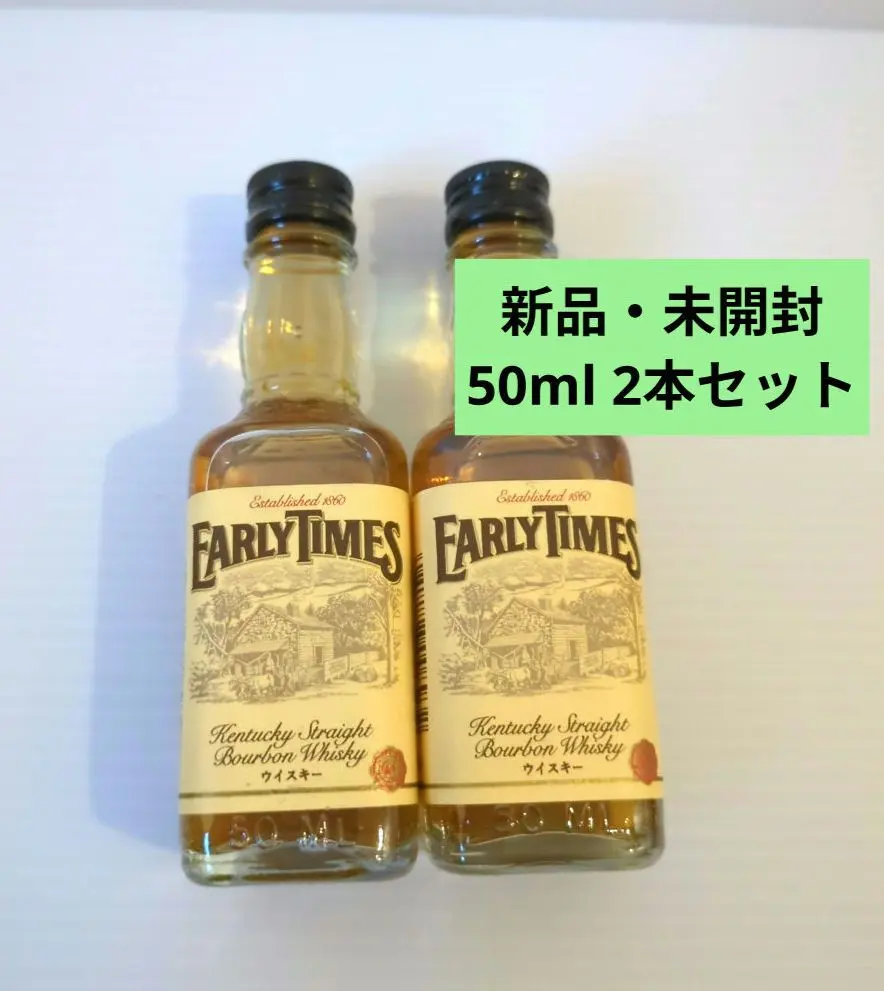 新品・未開封
50ml 2本セット
Established 1860
EARLY TIMES
Kentucky Straight
Bourbon Whisky
ウイスキー
50 ML
Established 1860
EARLY TIMES
Kentucky Straight
Bourbon Whisky
ウイスキー
50 ML